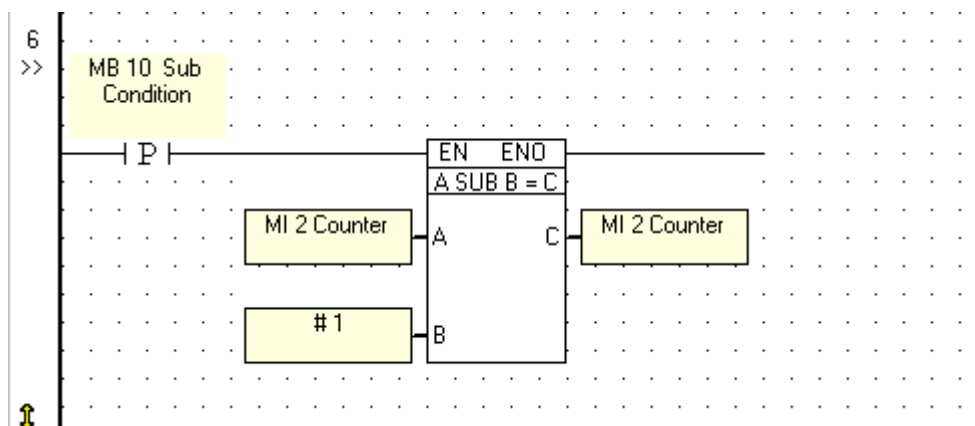 6
>>
MB 10 Sub
Condition
P
EN ENO
A SUB B = C
MI 2 Counter
A
C
MI 2 Counter
# 1
B